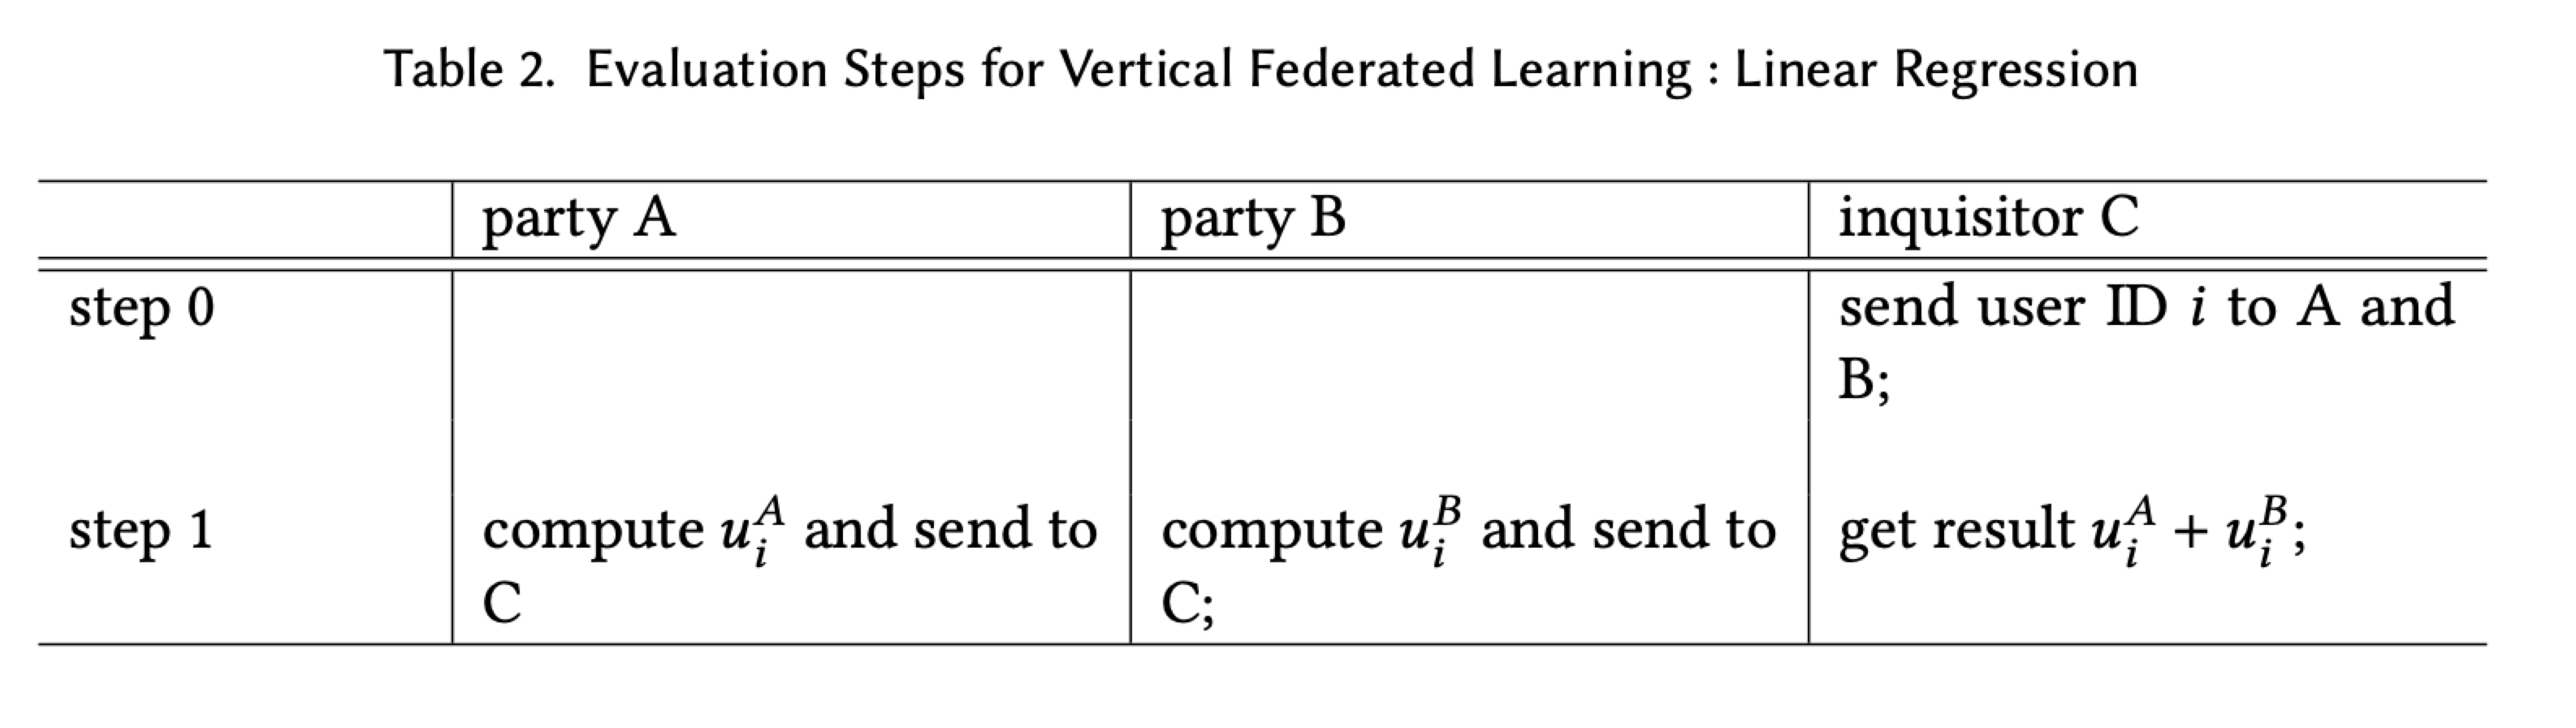 Table 2. Evaluation Steps for Vertical Federated Learning : Linear Regression
party A party B inquisitor C
step 0 send user ID i to A and
B;
step 1 compute u_i^A and send to compute u_i^B and send to get result u_i^A + u_i^B;
C C;